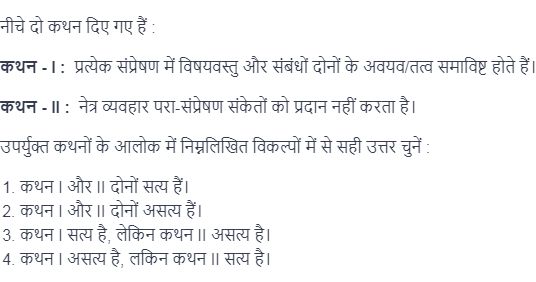 नीचे दो कथन दिए गए हैं :
कथन - I : प्रत्येक संप्रेषण में विषयवस्तु और संबंधों दोनों के अवयव/तत्व समाविष्ट होते हैं।
कथन - II : नेत्र व्यवहार परा-संप्रेषण संकेतों को प्रदान नहीं करता है।
उपर्युक्त कथनों के आलोक में निम्नलिखित विकल्पों में से सही उत्तर चुनें :
1. कथन I और II दोनों सत्य हैं।
2. कथन I और II दोनों असत्य हैं।
3. कथन I सत्य है, लेकिन कथन II असत्य है।
4. कथन I असत्य है, लकिन कथन II सत्य है।